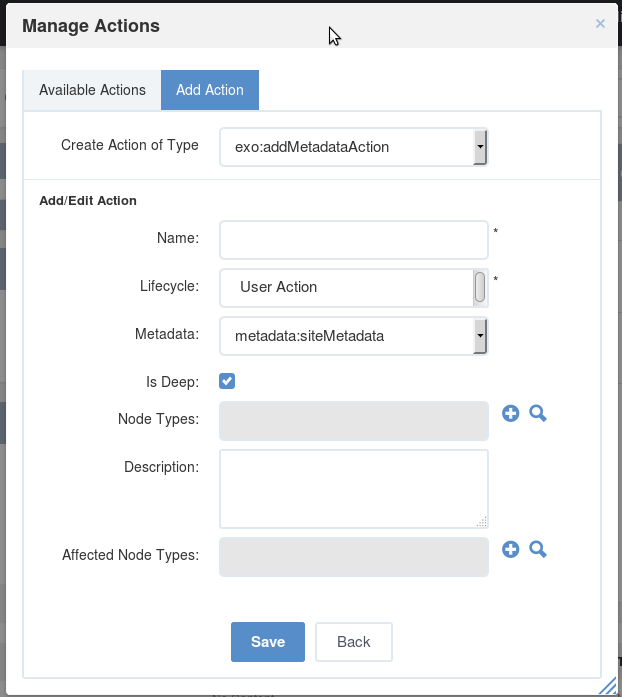 Manage Actions
×
Available Actions
Add Action
Create Action of Type
exo:addMetadataAction
Add/Edit Action
Name:
*
Lifecycle:
User Action
*
Metadata:
metadata:siteMetadata
Is Deep:
Node Types:
Description:
Affected Node Types:
Save
Back